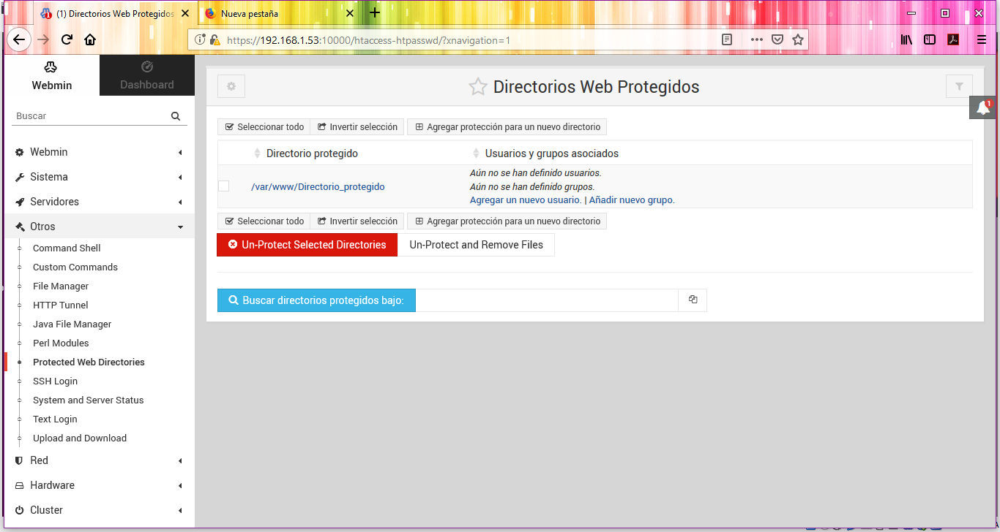 (1) Directorios Web Protegidos
Nueva pestaña
https://192.168.1.53:10000/htaccess-htpasswd/?xnavigation=1
Webmin
Dashboard
Buscar
Webmin
Sistema
Servidores
Otros
Command Shell
Custom Commands
File Manager
HTTP Tunnel
Java File Manager
Perl Modules
Protected Web Directories
SSH Login
System and Server Status
Text Login
Upload and Download
Red
Hardware
Cluster
Directorios Web Protegidos
1
Seleccionar todo Invertir selección Agregar protección para un nuevo directorio
Directorio protegido Usuarios y grupos asociados
/var/www/Directorio_protegido
Aún no se han definido usuarios.
Aún no se han definido grupos.
Agregar un nuevo usuario. | Añadir nuevo grupo.
Seleccionar todo Invertir selección Agregar protección para un nuevo directorio
Un-Protect Selected Directories Un-Protect and Remove Files
Buscar directorios protegidos bajo: